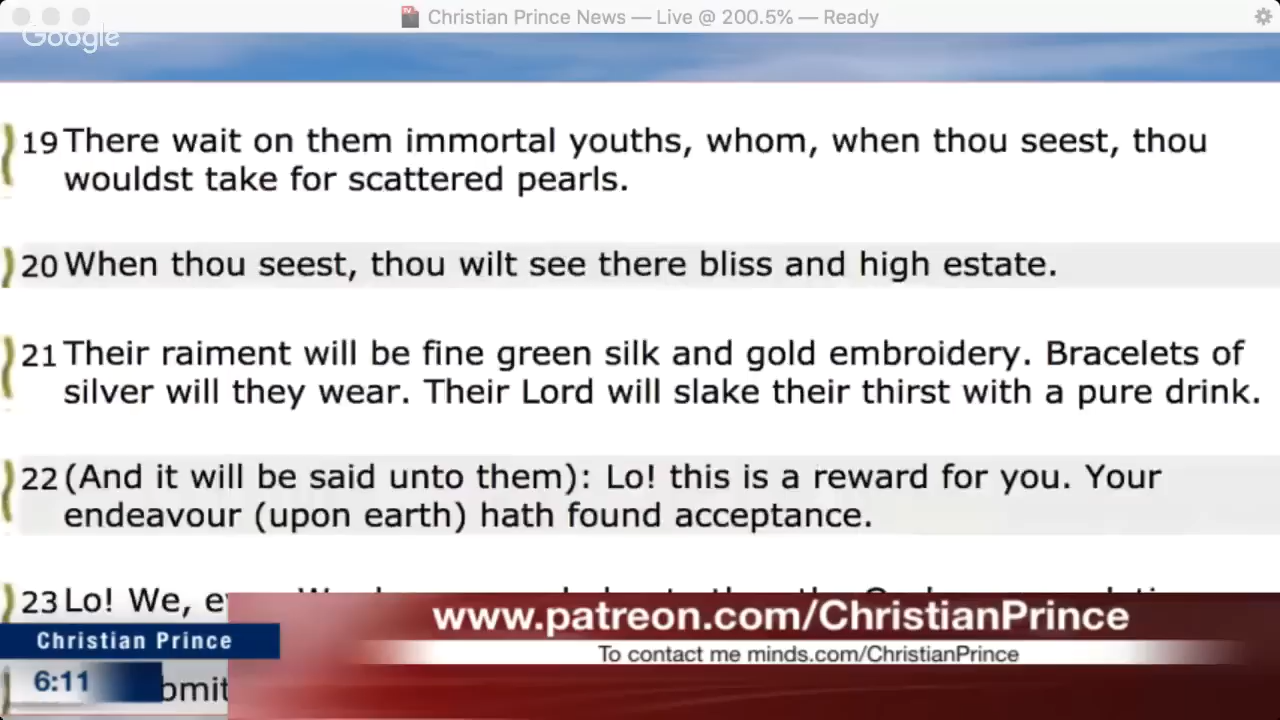 Christian Prince News — Live @ 200.5% — Ready
Google
19 There wait on them immortal youths, whom, when thou seest, thou
wouldst take for scattered pearls.
20 When thou seest, thou wilt see there bliss and high estate.
21 Their raiment will be fine green silk and gold embroidery. Bracelets of
silver will they wear. Their Lord will slake their thirst with a pure drink.
22 (And it will be said unto them): Lo! this is a reward for you. Your
endeavour (upon earth) hath found acceptance.
23 Lo! We,
www.patreon.com/ChristianPrince
Christian Prince
To contact me minds.com/ChristianPrince
6:11